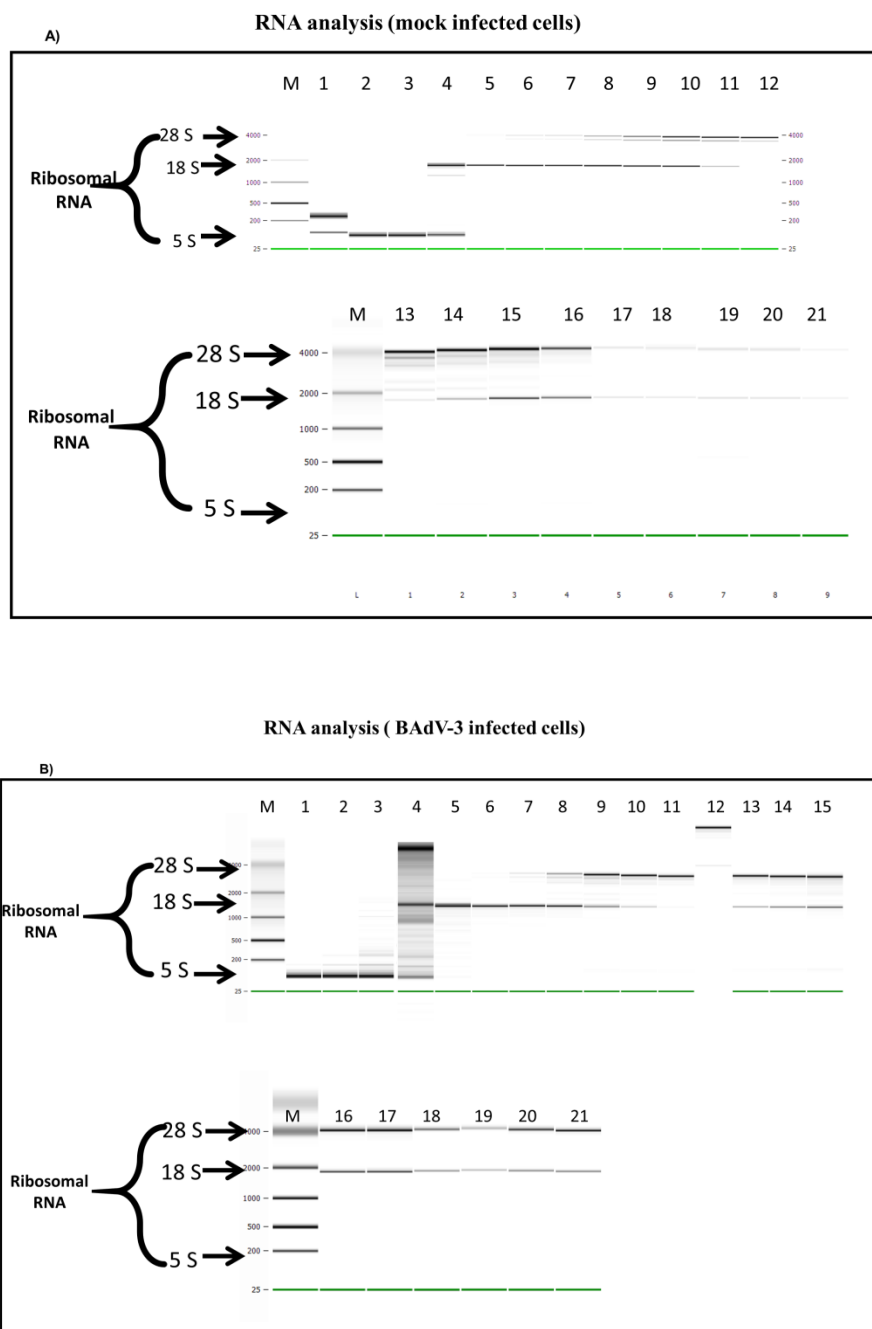 RNA analysis (mock infected cells)
A)
M 1 2 3 4 5 6 7 8 9 10 11 12
28 S
4000
4000
18 S
2000
2000
Ribosomal
RNA
1000
1000
500
500
200
200
5 S
25
25
M 13 14 15 16 17 18 19 20 21
28 S
4000
18 S
2000
Ribosomal
RNA
1000
500
200
5 S
25
L 1 2 3 4 5 6 7 8 9
RNA analysis ( BAdV-3 infected cells)
B)
M 1 2 3 4 5 6 7 8 9 10 11 12 13 14 15
28 S
18 S
2000
Ribosomal
RNA
1000
500
200
5 S
25
M 16 17 18 19 20 21
28 S
18 S
2000
Ribosomal
RNA
1000
500
200
5 S
25